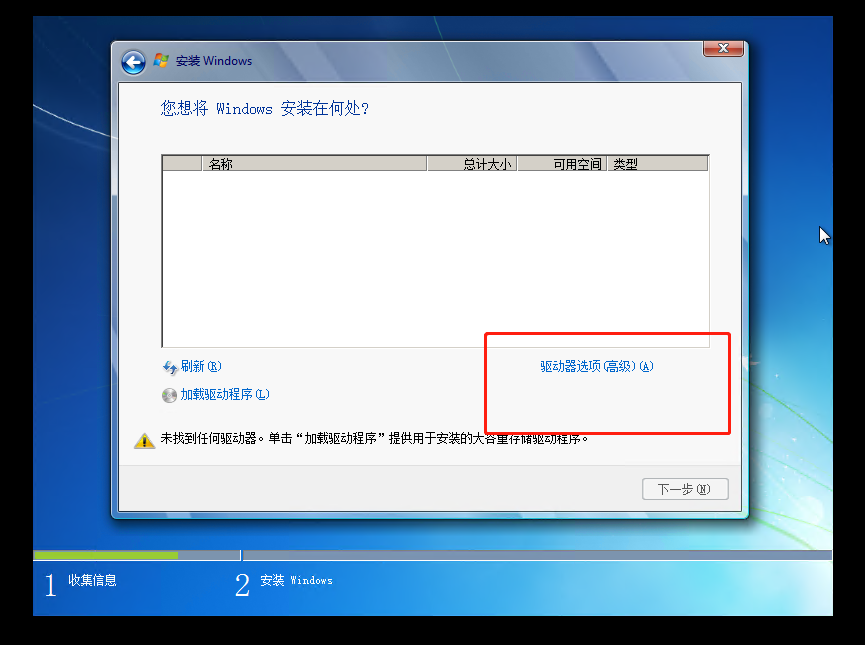 安装 Windows
您想将 Windows 安装在何处?
名称 总计大小 可用空间 类型
刷新(R) 驱动器选项(高级)(A)
加载驱动程序(L)
未找到任何驱动器。单击“加载驱动程序”提供用于安装的大容量存储驱动程序。
下一步(N)
1 收集信息 2 安装 Windows